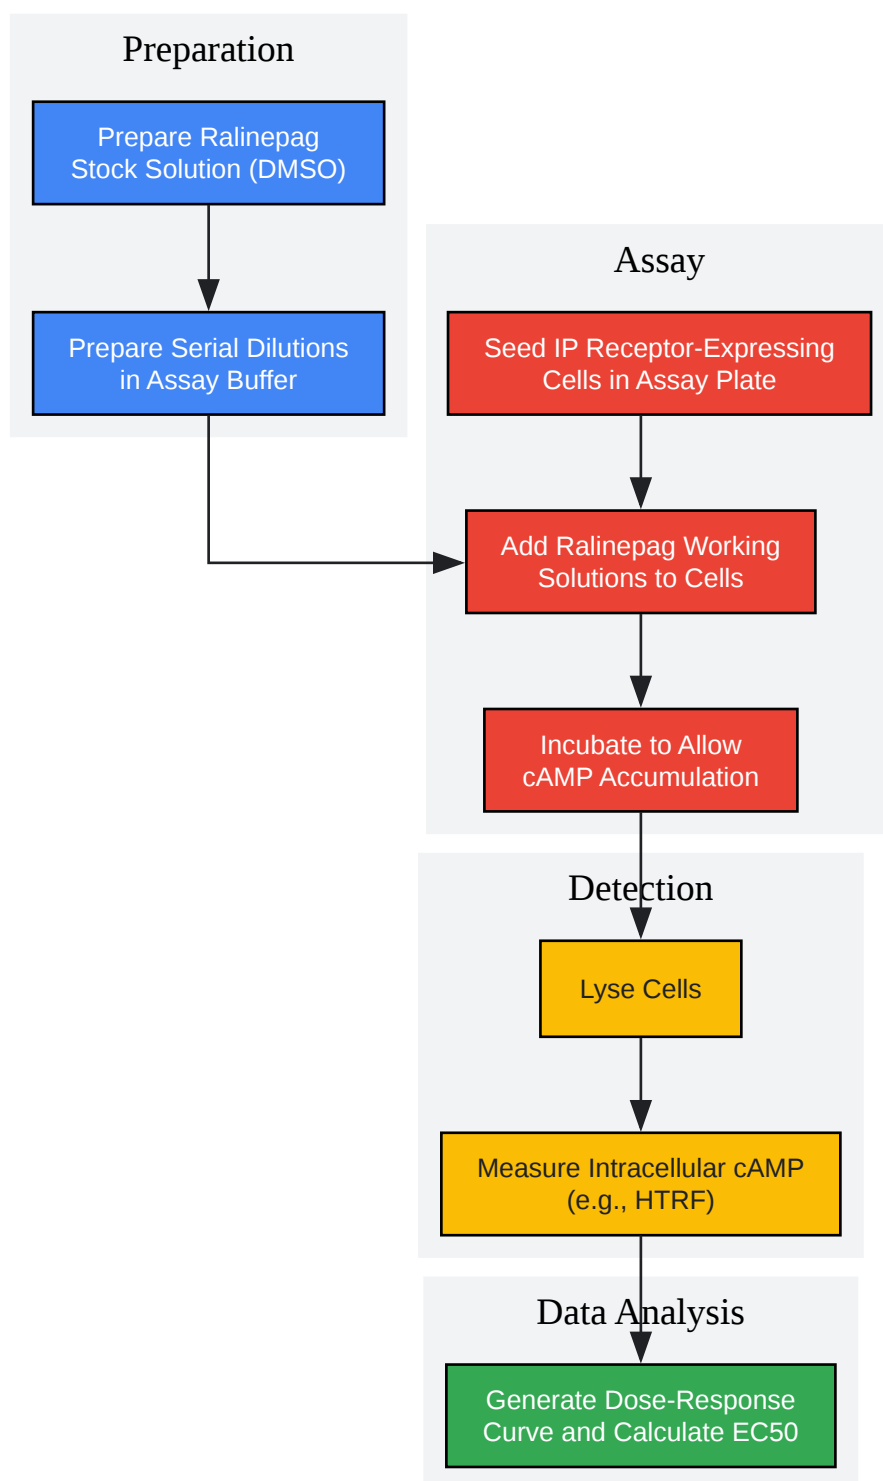 Preparation
Prepare Ralinepag
Stock Solution (DMSO)
Prepare Serial Dilutions
in Assay Buffer
Assay
Seed IP Receptor-Expressing
Cells in Assay Plate
Add Ralinepag Working
Solutions to Cells
Incubate to Allow
cAMP Accumulation
Detection
Lyse Cells
Measure Intracellular cAMP
(e.g., HTRF)
Data Analysis
Generate Dose-Response
Curve and Calculate EC50